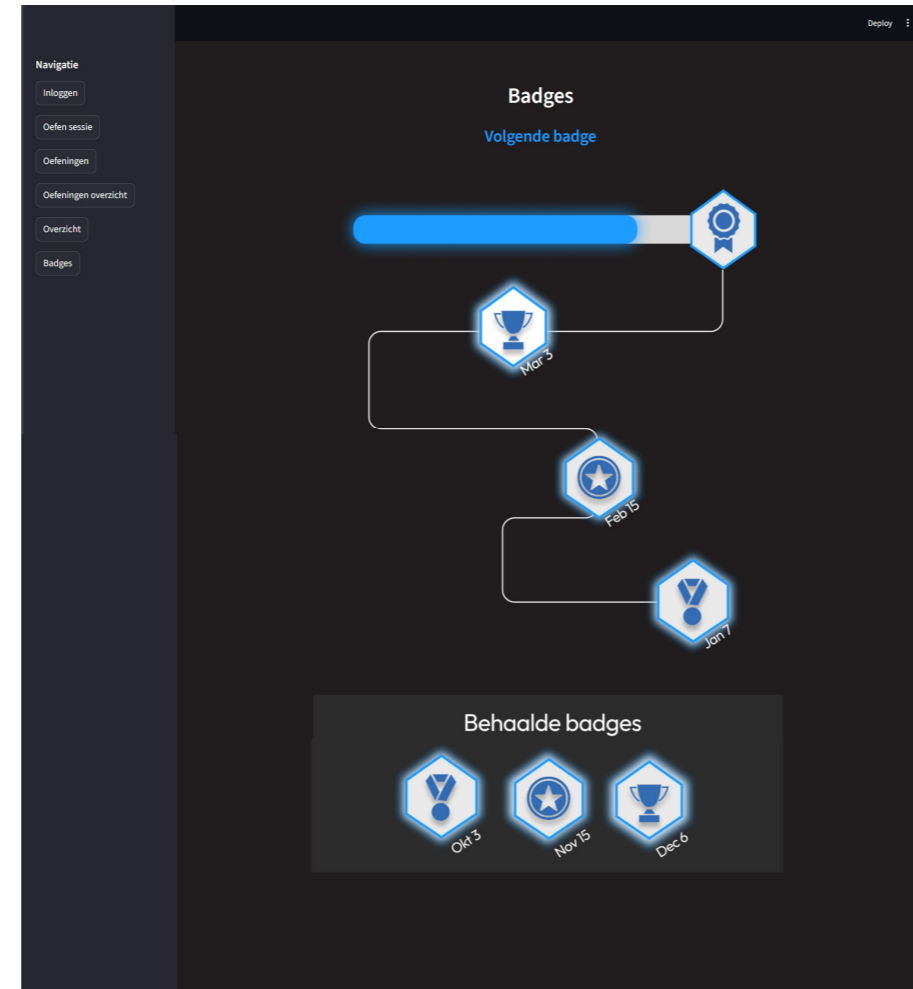 Deploy
Navigatie
Inloggen
Oefen sessie
Oefeningen
Oefeningen overzicht
Overzicht
Badges
Badges
Volgende badge
Mar 3
Feb 15
Jan 7
Behaalde badges
Okt 3
Nov 15
Dec 6